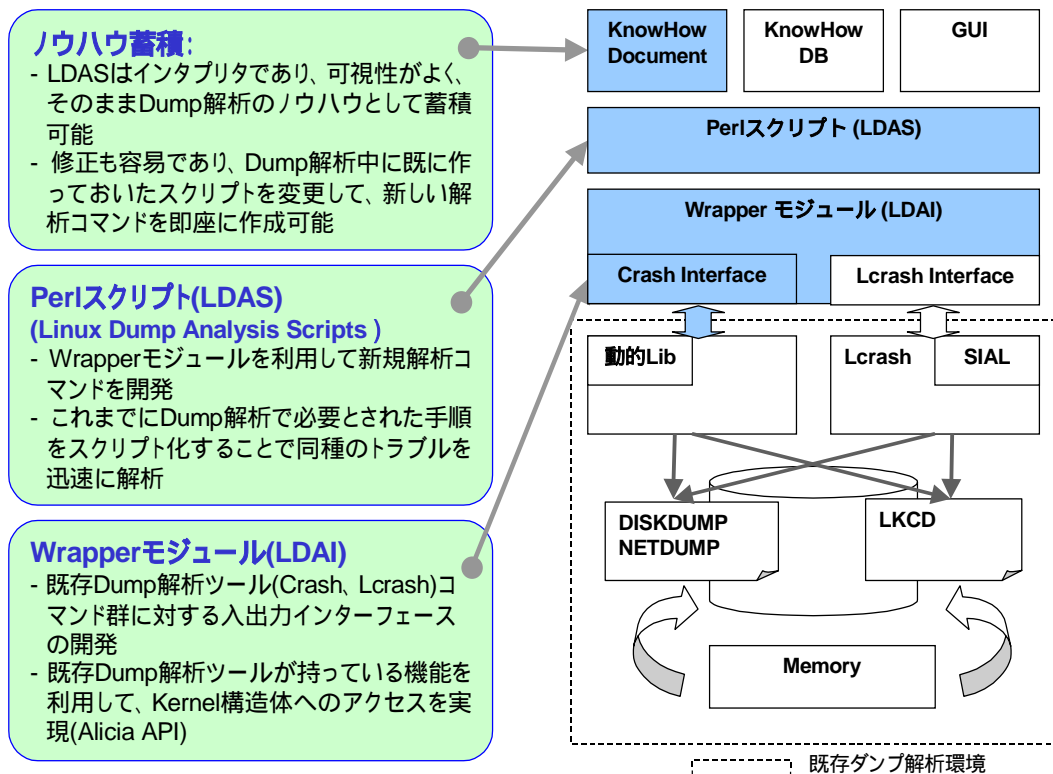 ノウハウ蓄積:
- LDASはインタプリタであり、可視性がよく、
そのままDump解析のノウハウとして蓄積
可能
- 修正も容易であり、Dump解析中に既に作
っておいたスクリプトを変更して、新しい解
析コマンドを即座に作成可能
Perlスクリプト(LDAS)
(Linux Dump Analysis Scripts )
- Wrapperモジュールを利用して新規解析コ
マンドを開発
- これまでにDump解析で必要とされた手順
をスクリプト化することで同種のトラブルを
迅速に解析
Wrapperモジュール(LDAI)
- 既存Dump解析ツール(Crash、Lcrash)コ
マンド群に対する入出力インターフェース
の開発
- 既存Dump解析ツールが持っている機能を
利用して、Kernel構造体へのアクセスを実
現(Alicia API)
KnowHow
Document
KnowHow
DB
GUI
Perlスクリプト (LDAS)
Wrapper モジュール (LDAI)
Crash Interface
Lcrash Interface
動的Lib
Lcrash
SIAL
DISKDUMP
NETDUMP
LKCD
Memory
既存ダンプ解析環境